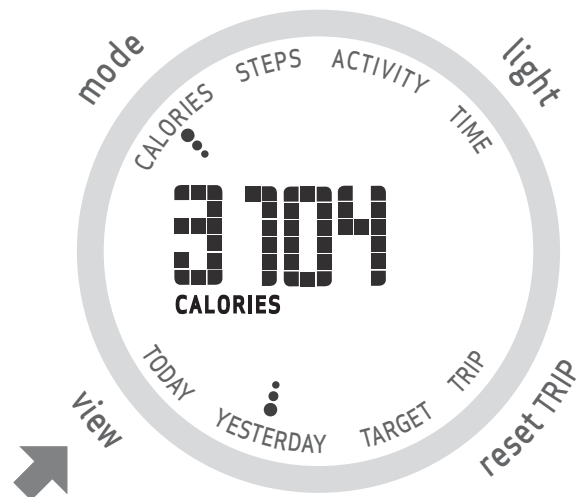 mode
light
STEPS
ACTIVITY
CALORIES
TIME
3704
CALORIES
TODAY
YESTERDAY
TARGET
TRIP
view
reset TRIP